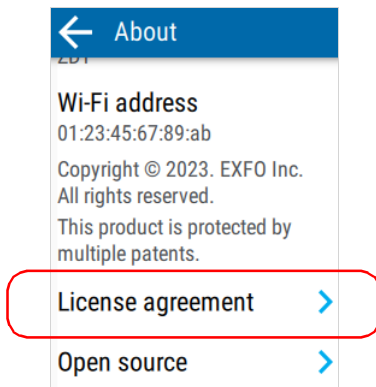 About
Wi-Fi address
01:23:45:67:89:ab
Copyright © 2023. EXFO Inc.
All rights reserved.
This product is protected by
multiple patents.
License agreement
Open source